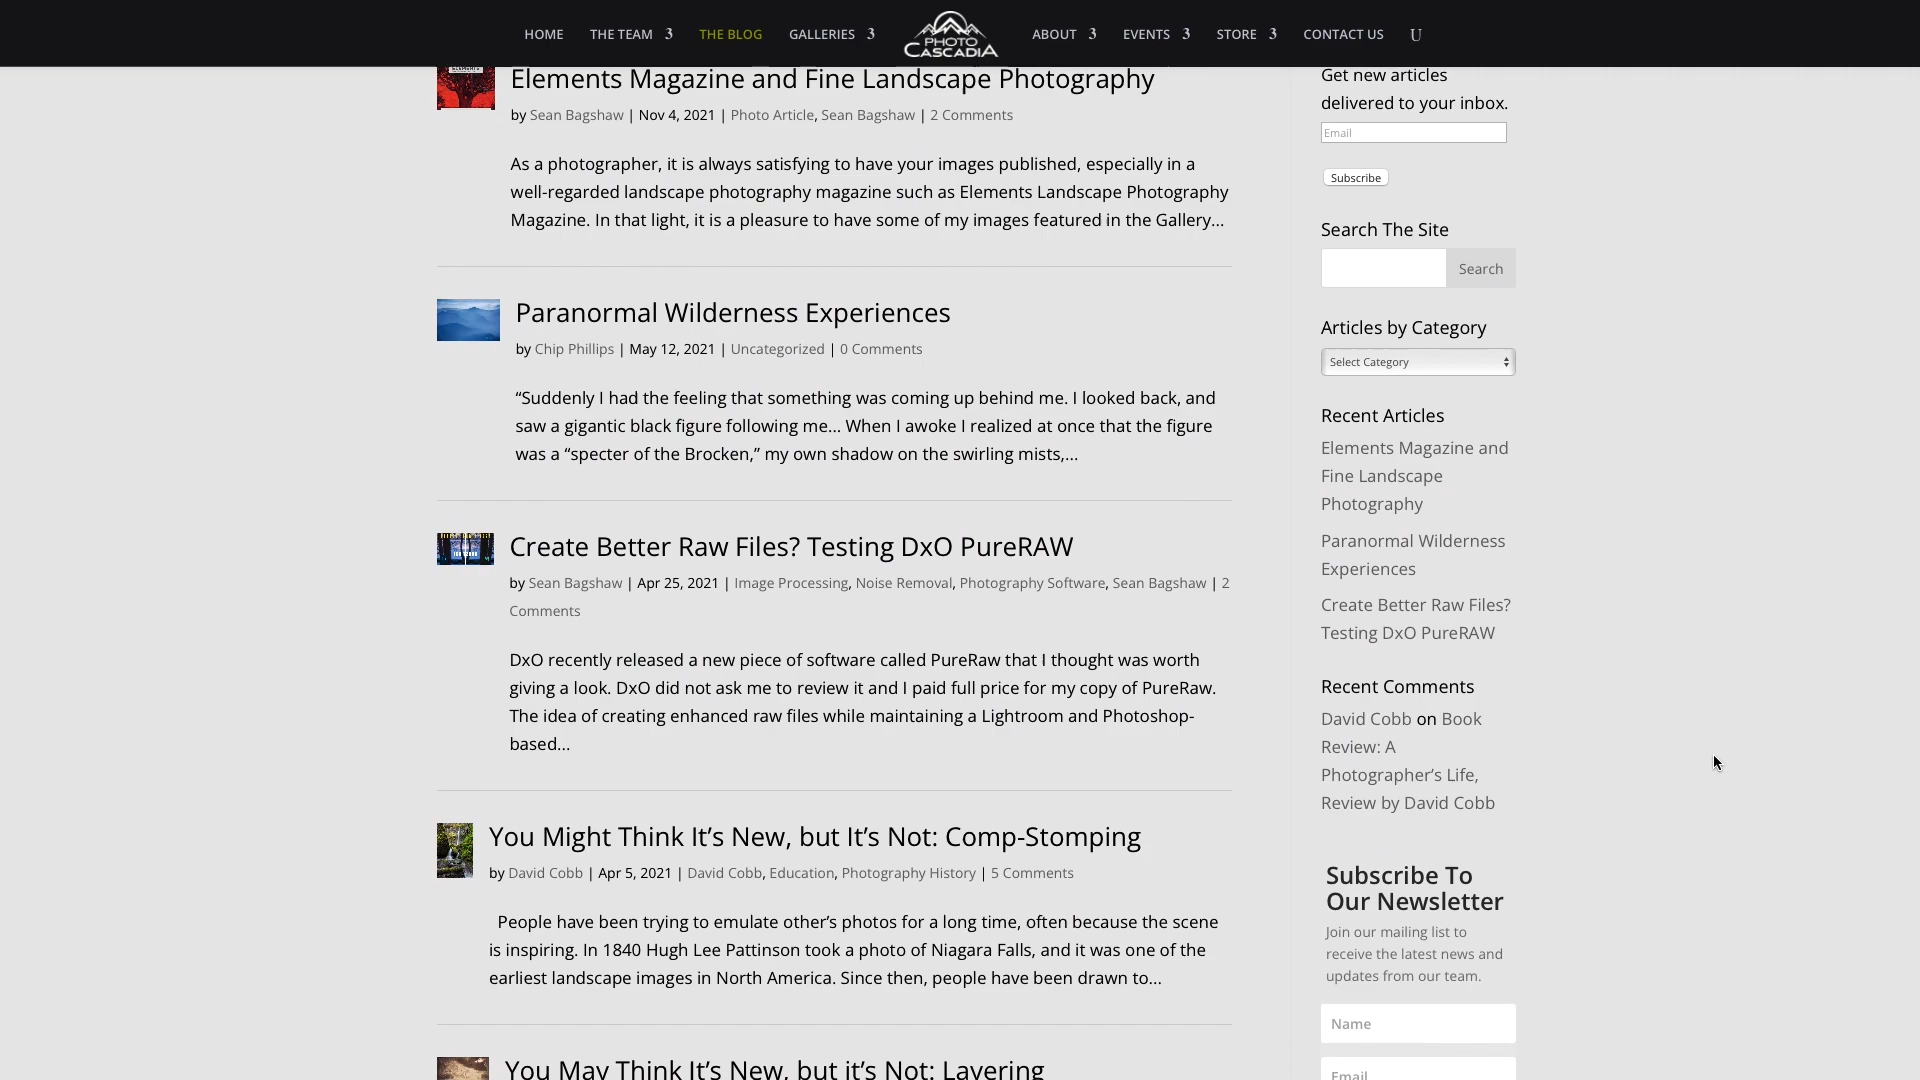 HOME THE TEAM 3 THE BLOG GALLERIES 3 PHOTO CASCADIA ABOUT 3 EVENTS 3 STORE 3 CONTACT US U
Elements Magazine and Fine Landscape Photography
by Sean Bagshaw | Nov 4, 2021 | Photo Article, Sean Bagshaw | 2 Comments
As a photographer, it is always satisfying to have your images published, especially in a
well-regarded landscape photography magazine such as Elements Landscape Photography
Magazine. In that light, it is a pleasure to have some of my images featured in the Gallery...
Paranormal Wilderness Experiences
by Chip Phillips | May 12, 2021 | Uncategorized | 0 Comments
“Suddenly I had the feeling that something was coming up behind me. I looked back, and
saw a gigantic black figure following me... When I awoke I realized at once that the figure
was a “specter of the Brocken,” my own shadow on the swirling mists,...
Create Better Raw Files? Testing DxO PureRAW
by Sean Bagshaw | Apr 25, 2021 | Image Processing, Noise Removal, Photography Software, Sean Bagshaw | 2
Comments
DxO recently released a new piece of software called PureRaw that I thought was worth
giving a look. DxO did not ask me to review it and I paid full price for my copy of PureRaw.
The idea of creating enhanced raw files while maintaining a Lightroom and Photoshop-
based...
You Might Think It’s New, but It’s Not: Comp-Stomping
by David Cobb | Apr 5, 2021 | David Cobb, Education, Photography History | 5 Comments
People have been trying to emulate other’s photos for a long time, often because the scene
is inspiring. In 1840 Hugh Lee Pattinson took a photo of Niagara Falls, and it was one of the
earliest landscape images in North America. Since then, people have been drawn to...
You May Think It’s New, but it’s Not: Layering
Get new articles
delivered to your inbox.
Email
Subscribe
Search The Site
Search
Articles by Category
Select Category
Recent Articles
Elements Magazine and
Fine Landscape
Photography
Paranormal Wilderness
Experiences
Create Better Raw Files?
Testing DxO PureRAW
Recent Comments
David Cobb on Book
Review: A
Photographer’s Life,
Review by David Cobb
Subscribe To
Our Newsletter
Join our mailing list to
receive the latest news and
updates from our team.
Name
Email